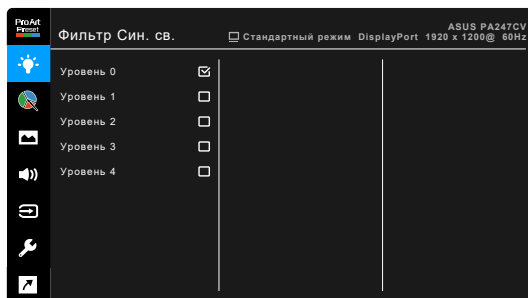 ProArt
Preset
Фильтр Син. св.
ASUS PA247CV
Стандартный режим DisplayPort 1920 x 1200@ 60Hz
Уровень 0
Уровень 1
Уровень 2
Уровень 3
Уровень 4